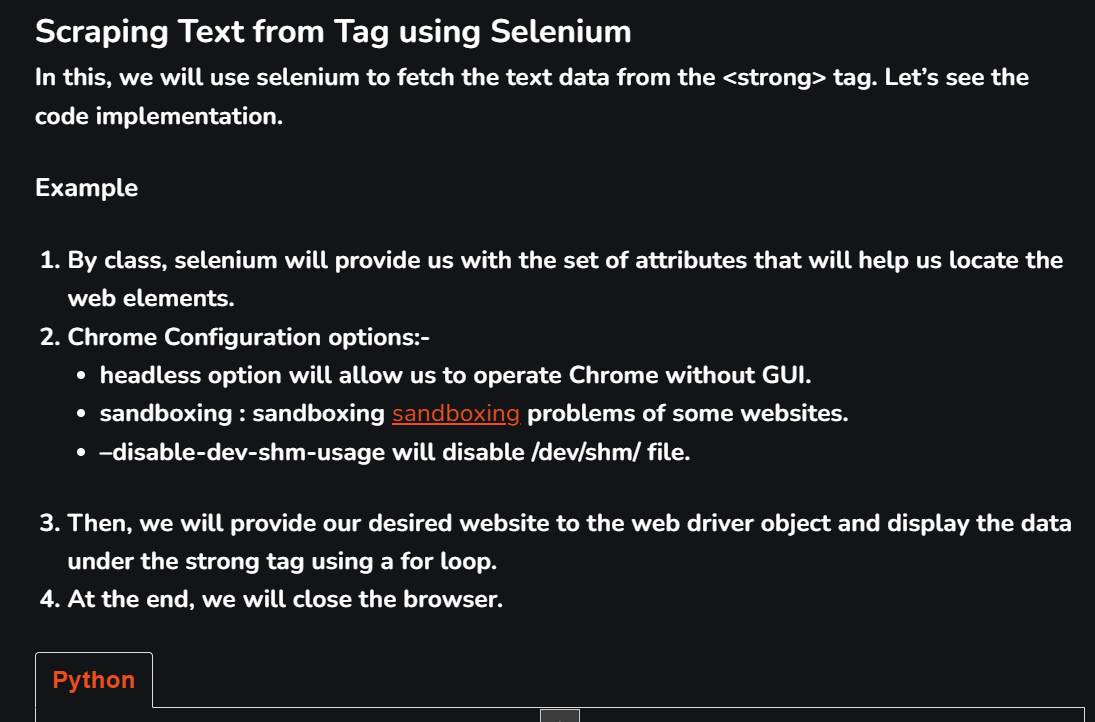 Scraping Text from Tag using Selenium
In this, we will use selenium to fetch the text data from the <strong> tag. Let’s see the
code implementation.
Example
1. By class, selenium will provide us with the set of attributes that will help us locate the
web elements.
2. Chrome Configuration options:-
• headless option will allow us to operate Chrome without GUI.
• sandboxing : sandboxing sandboxing problems of some websites.
• –disable-dev-shm-usage will disable /dev/shm/ file.
3. Then, we will provide our desired website to the web driver object and display the data
under the strong tag using a for loop.
4. At the end, we will close the browser.
Python